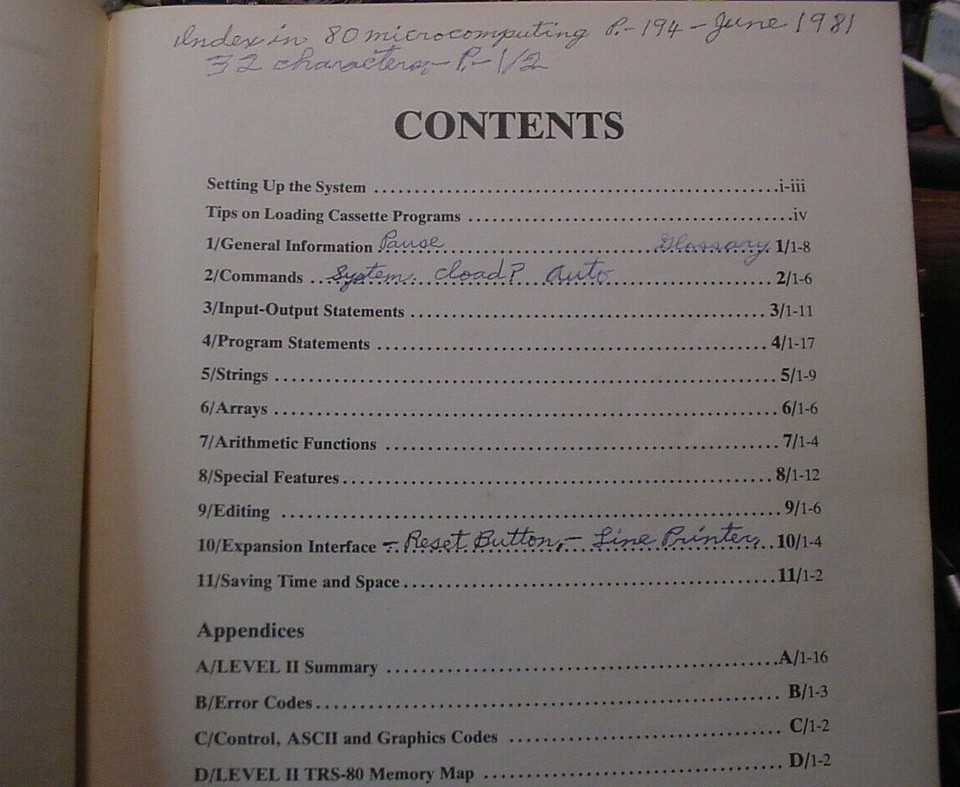 Index in 80 microcomputing P.-194 - June 1981
32 characters:- P.- 1/2
CONTENTS
Setting Up the System ........................................................i-iii
Tips on Loading Cassette Programs .............................................iv
1/General Information Pause ........................ Glossary 1/1-8
2/Commands ...System. cload? auto ........................ 2/1-6
3/Input-Output Statements .................................................3/1-11
4/Program Statements ......................................................4/1-17
5/Strings ..................................................................5/1-9
6/Arrays ...................................................................6/1-6
7/Arithmetic Functions .....................................................7/1-4
8/Special Features.........................................................8/1-12
9/Editing ..................................................................9/1-6
10/Expansion Interface -. Reset Button,- Line Printer, ..10/1-4
11/Saving Time and Space...................................................11/1-2
Appendices
A/LEVEL II Summary ........................................................A/1-16
B/Error Codes............................................................... B/1-3
C/Control, ASCII and Graphics Codes ........................................ C/1-2
D/LEVEL II TRS-80 Memory Map ............................................... D/1-2